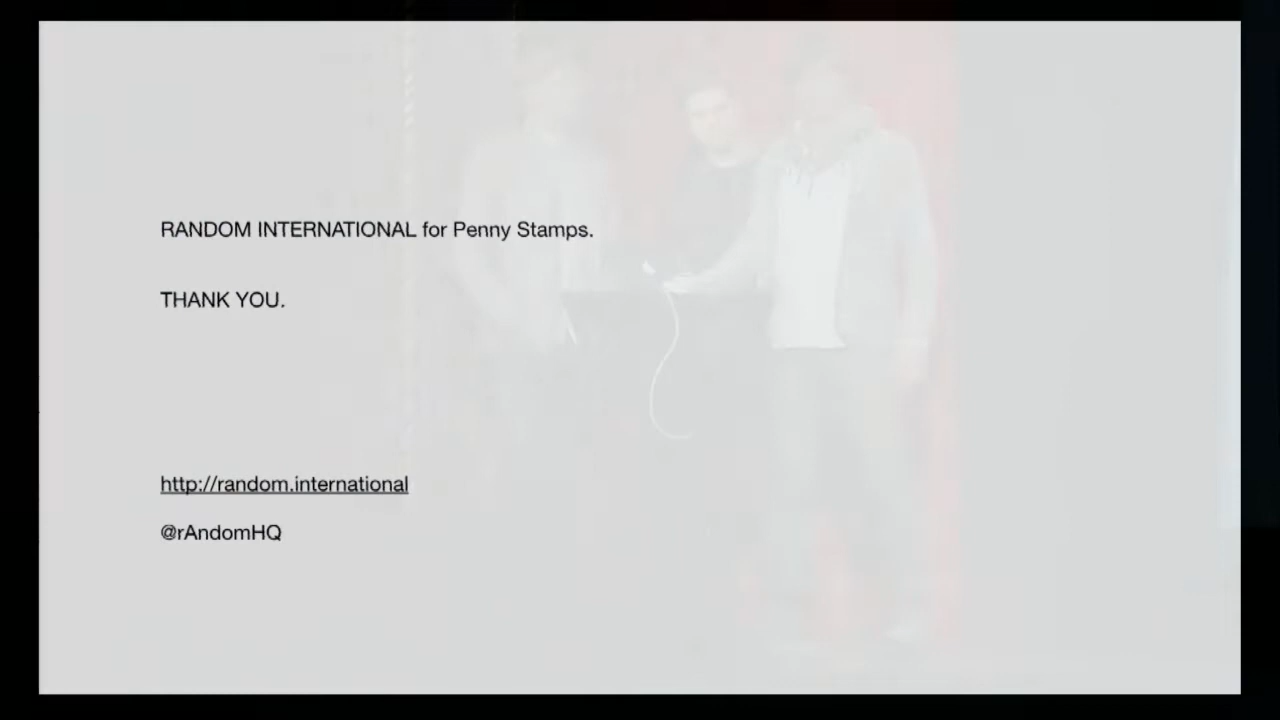 RANDOM INTERNATIONAL for Penny Stamps.
THANK YOU.
http://random.international
@rAndomHQ